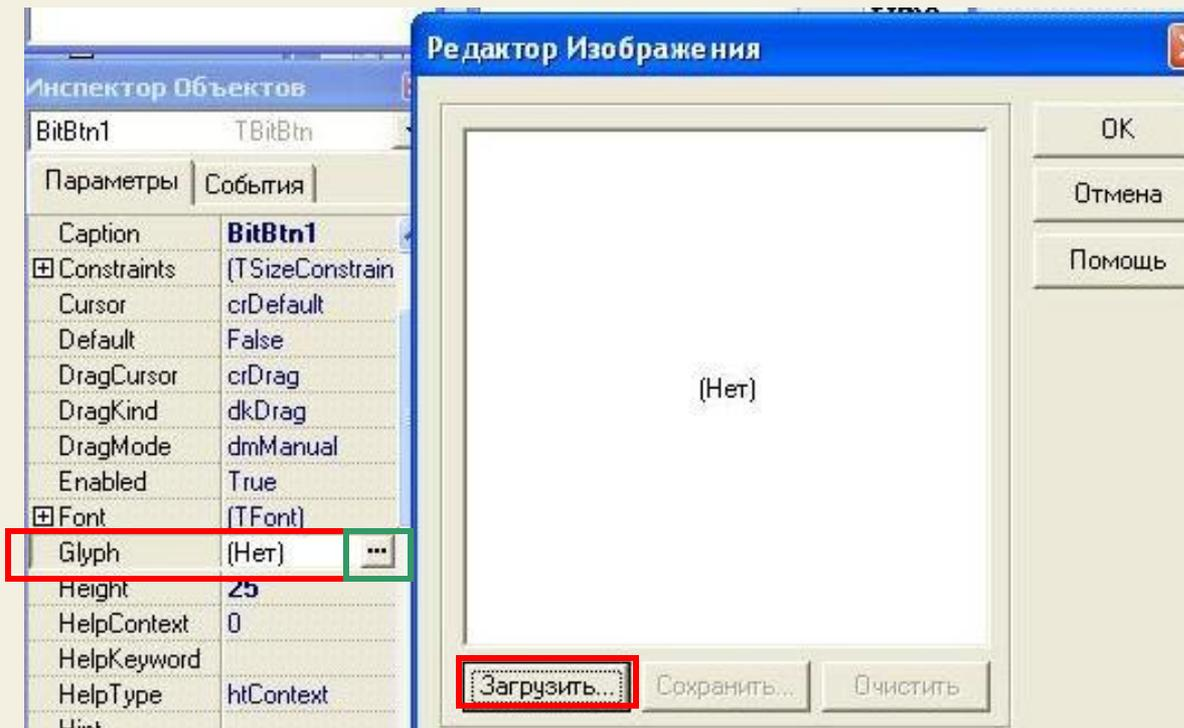 Инспектор Объектов
BitBtn1 TBitBtn
Параметры События
Caption BitBtn1
Constraints (TSizeConstrain
Cursor crDefault
Default False
DragCursor crDrag
DragKind dkDrag
DragMode dmManual
Enabled True
Font (TFont)
Glyph (Нет) ...
Height 25
HelpContext 0
HelpKeyword
HelpType htContext
Hint
Редактор Изображения
(Нет)
Загрузить... Сохранить... Очистить
OK
Отмена
Помощь